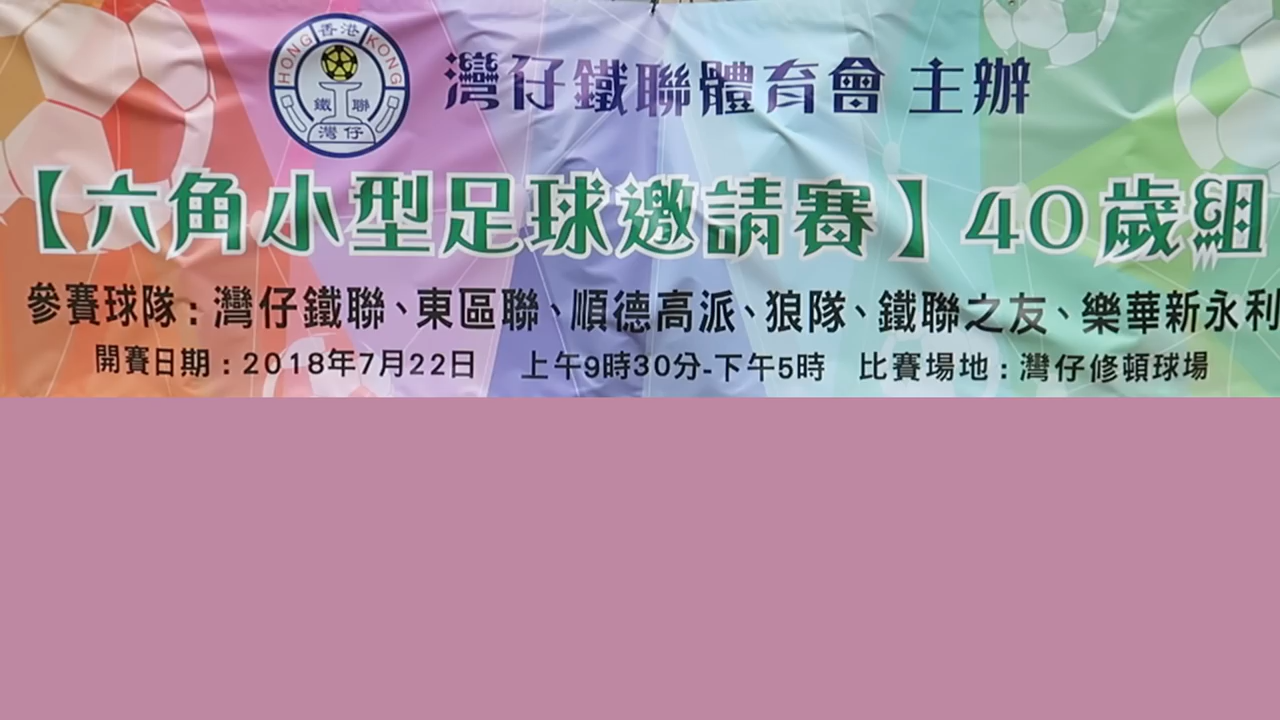 香港
HONG KONG
鐵 聯
灣仔
灣仔鐵聯體育會 主辦
【六角小型足球邀請賽】40歲組
參賽球隊：灣仔鐵聯、東區聯、順德高派、狼隊、鐵聯之友、樂華新永利
開賽日期：2018年7月22日 上午9時30分-下午5時 比賽場地：灣仔修頓球場